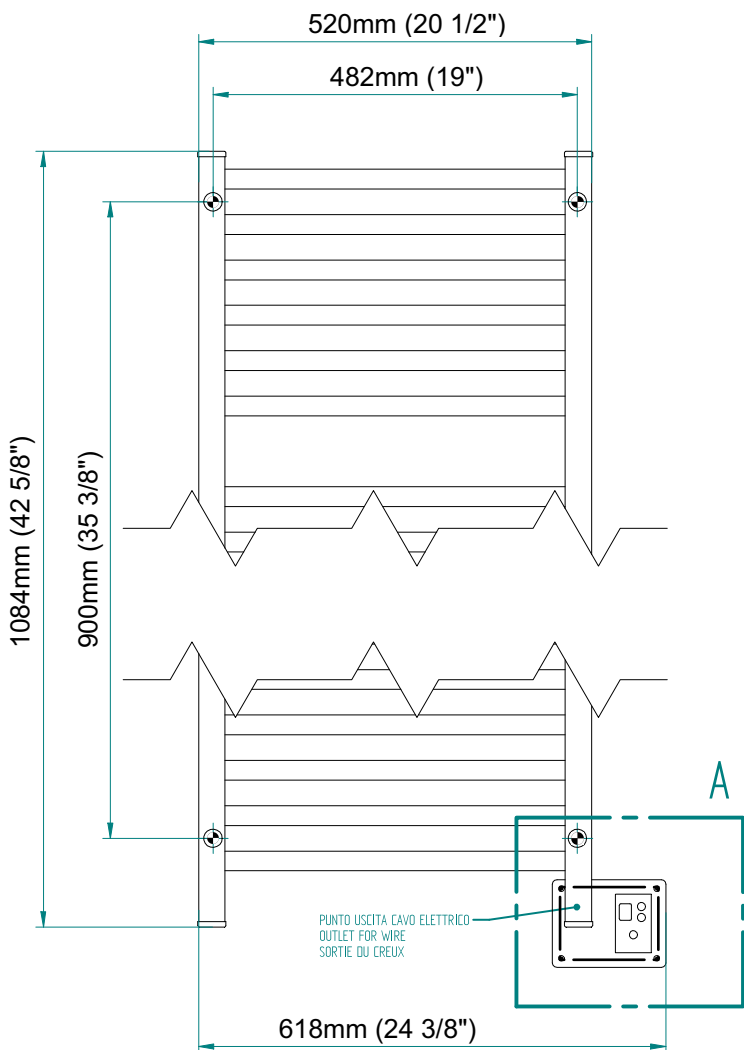 520mm (20 1/2")
482mm (19")
1084mm (42 5/8")
900mm (35 3/8")
A
PUNTO USCITA CAVO ELETTRICO
OUTLET FOR WIRE
SORTIE DU CREUX
618mm (24 3/8")